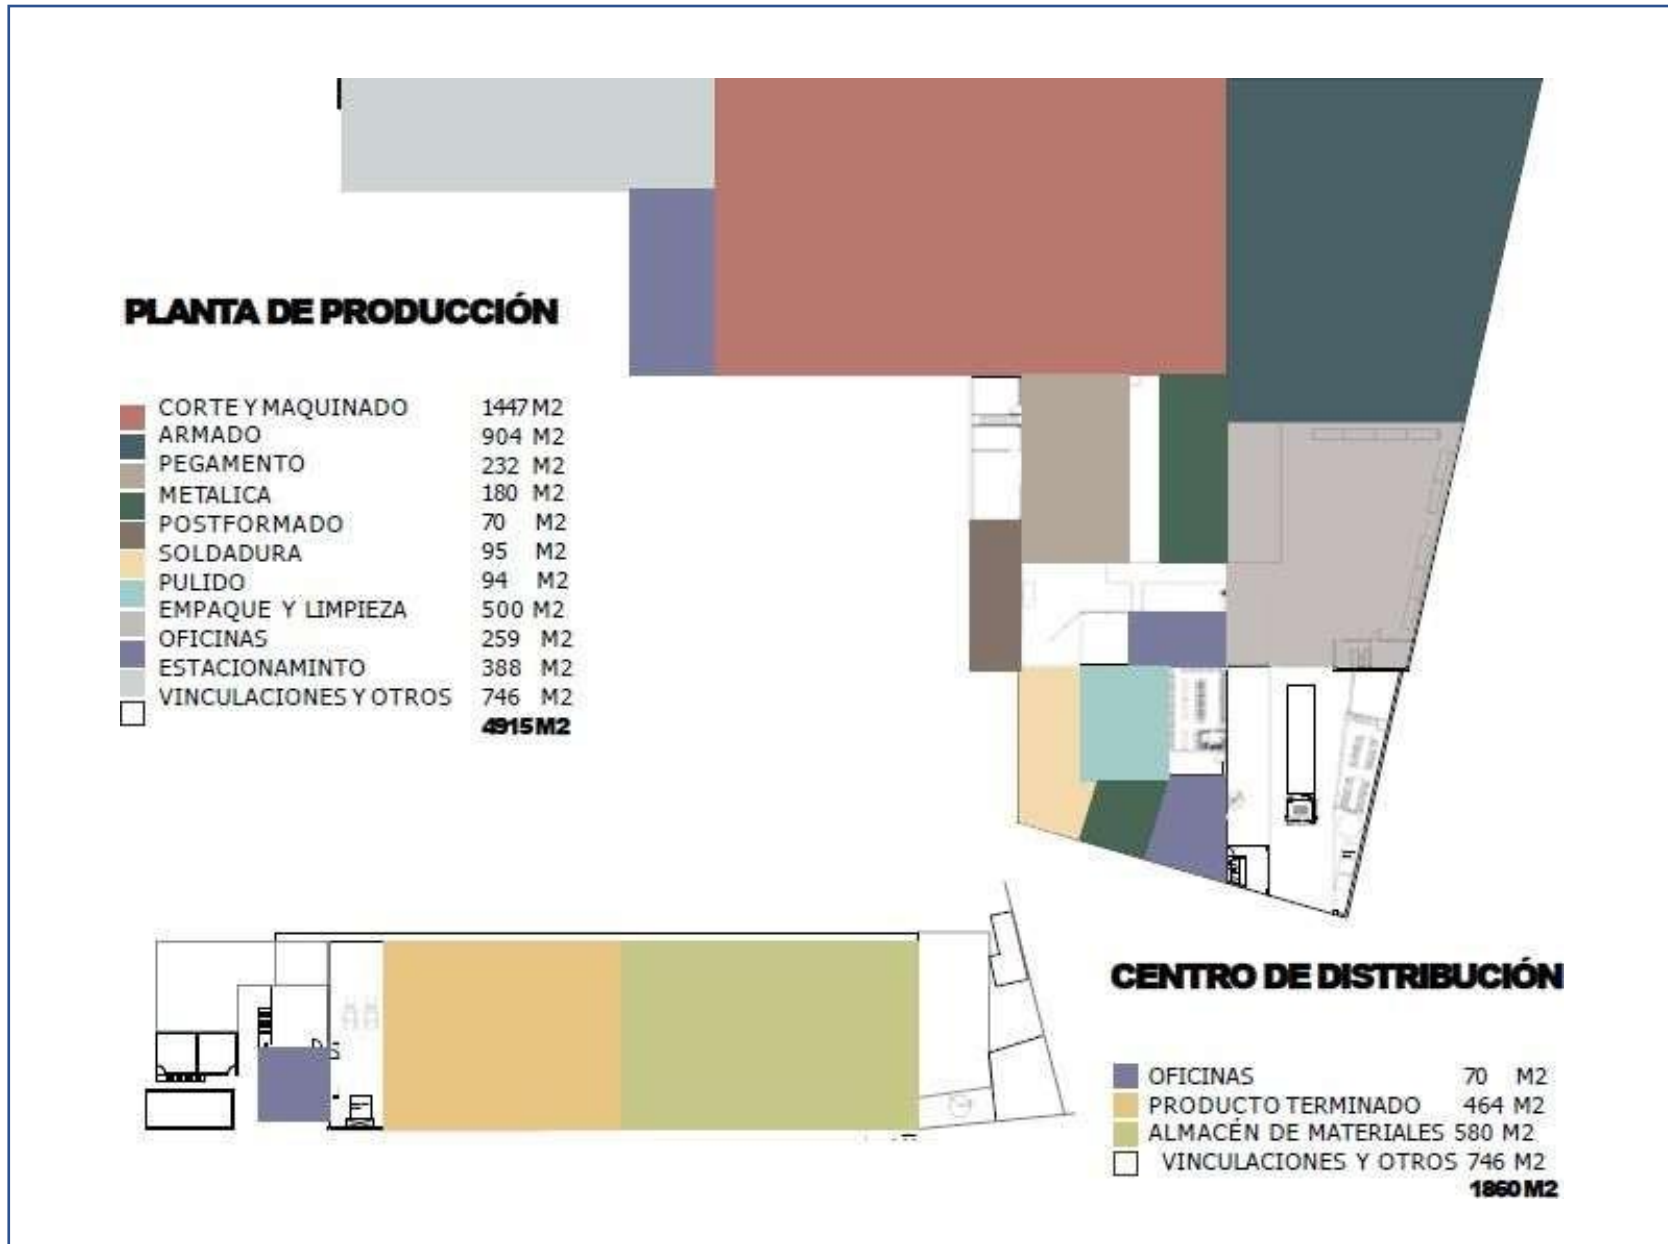 PLANTA DE PRODUCCIÓN
CORTE Y MAQUINADO 1447 M2
ARMADO 904 M2
PEGAMENTO 232 M2
METALICA 180 M2
POSTFORMADO 70 M2
SOLDADURA 95 M2
PULIDO 94 M2
EMPAQUE Y LIMPIEZA 500 M2
OFICINAS 259 M2
ESTACIONAMINTO 388 M2
VINCULACIONES Y OTROS 746 M2
4915 M2
CENTRO DE DISTRIBUCIÓN
OFICINAS 70 M2
PRODUCTO TERMINADO 464 M2
ALMACÉN DE MATERIALES 580 M2
VINCULACIONES Y OTROS 746 M2
1860 M2